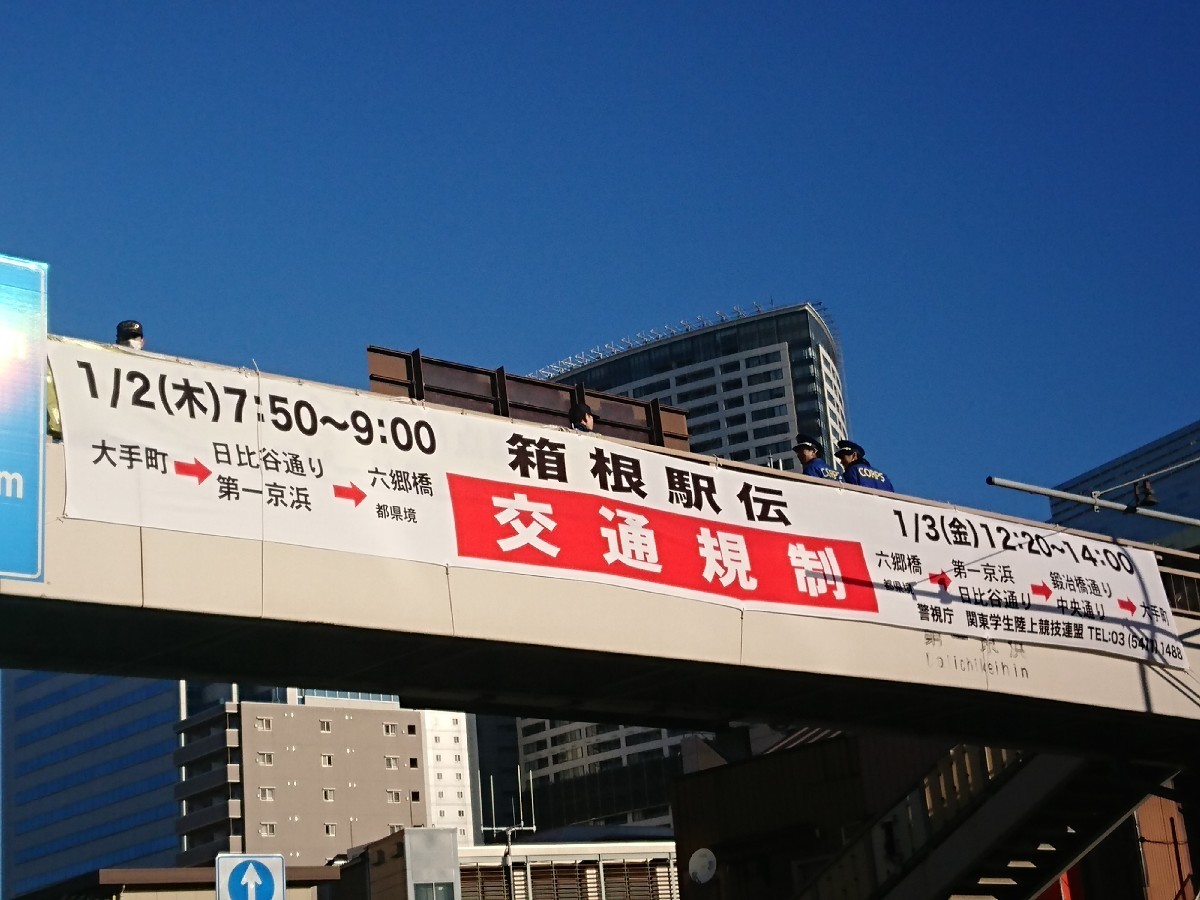 1/2(木)7:50〜9:00
大手町➡日比谷通り
第一京浜➡六郷橋
都県境
箱根駅伝
交通規制
1/3(金)12:20〜14:00
六郷橋➡第一京浜➡鍛冶橋通り➡大手町
都県境 日比谷通り 中央通り
警視庁 関東学生陸上競技連盟 TEL:03(5411)1488
CORPS
CORPS
m